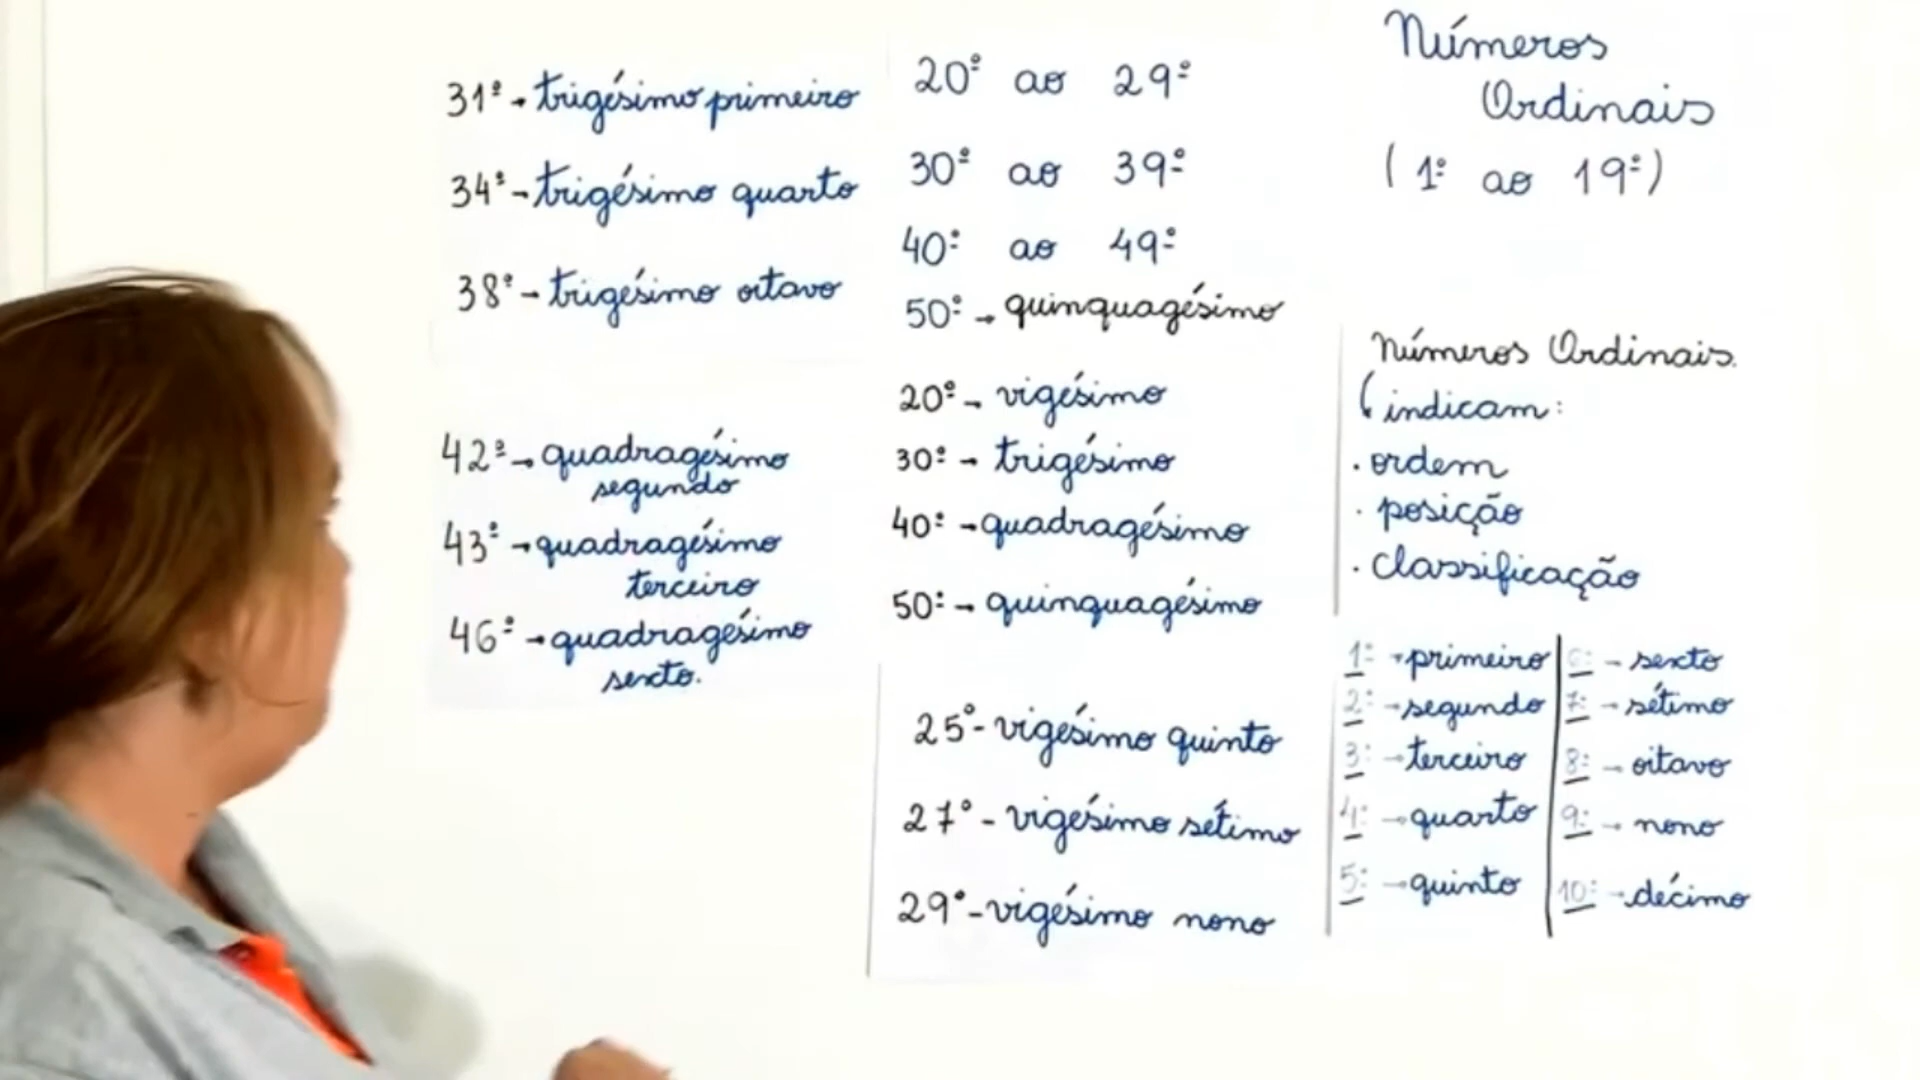 31º - trigésimo primeiro
34º - trigésimo quarto
38º - trigésimo oitavo
42º - quadragésimo
segundo
43º - quadragésimo
terceiro
46º - quadragésimo
sexto.
20º ao 29º
30º ao 39º
40º ao 49º
50º - quinquagésimo
20º - vigésimo
30º - trigésimo
40º - quadragésimo
50º - quinquagésimo
25º - vigésimo quinto
27º - vigésimo sétimo
29º - vigésimo nono
Números
Ordinais
(1º ao 19º)
Números Ordinais.
indicam:
. ordem
. posição
. classificação
1º - primeiro
2º - segundo
3º - terceiro
4º - quarto
5º - quinto
6º - sexto
7º - sétimo
8º - oitavo
9º - nono
10º - décimo